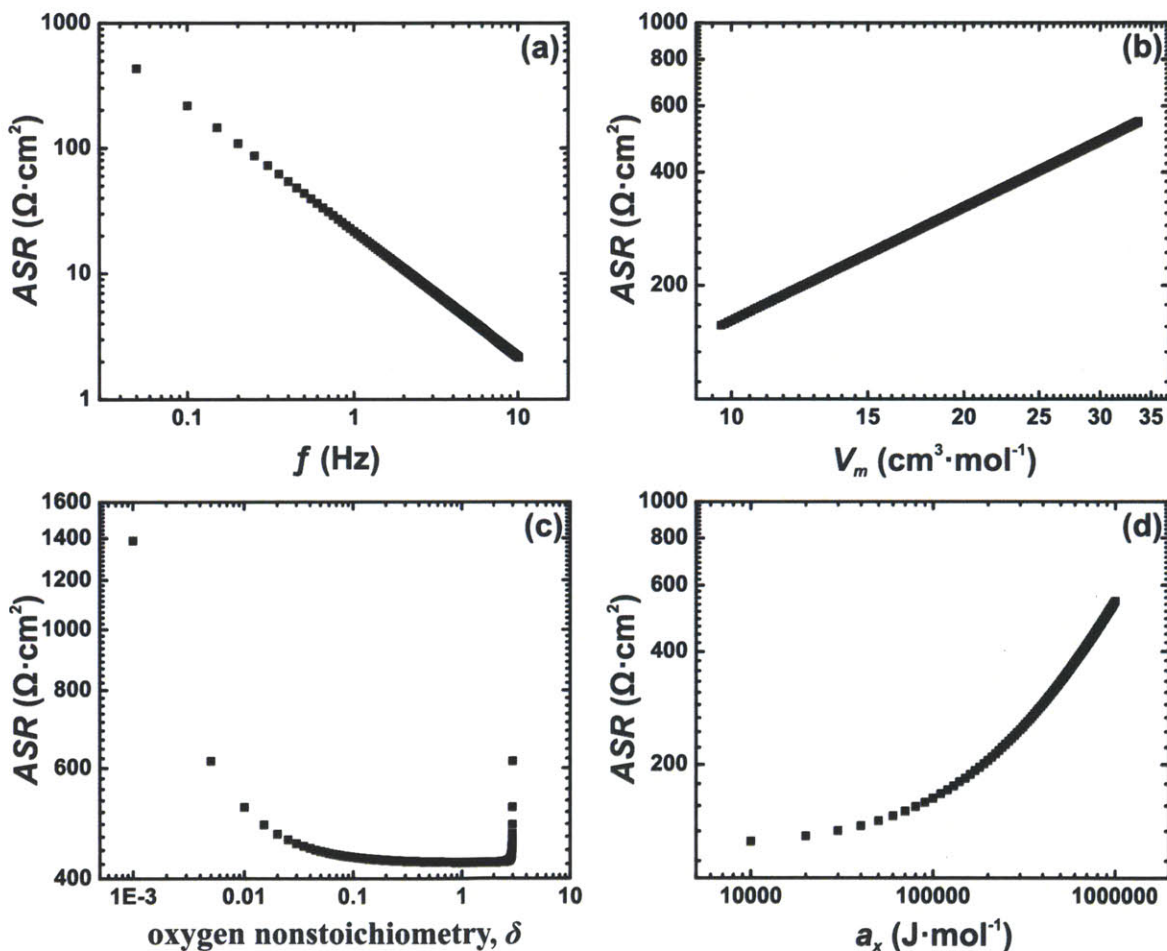 1000
100
10
1
ASR (Ω·cm²)
(a)
0.1
1
10
f (Hz)
1000
800
600
400
200
ASR (Ω·cm²)
(b)
10
15
20
25
30
35
V_m (cm³·mol⁻¹)
1600
1400
1200
1000
800
600
400
ASR (Ω·cm²)
(c)
1E-3
0.01
0.1
1
10
oxygen nonstoichiometry, δ
1000
800
600
400
200
ASR (Ω·cm²)
(d)
10000
100000
1000000
a_x (J·mol⁻¹)